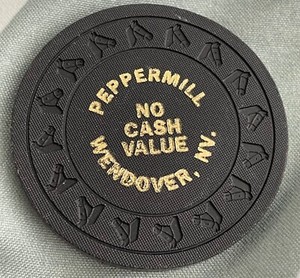 PEPPERMILL
NO
CASH
VALUE
WENDOVER, NV.